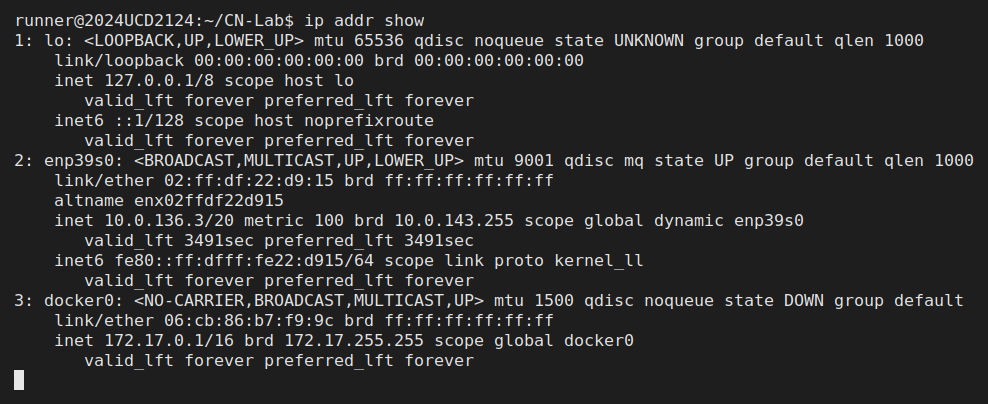 runner@2024UCD2124:~/CN-Lab$ ip addr show
1: lo: <LOOPBACK,UP,LOWER_UP> mtu 65536 qdisc noqueue state UNKNOWN group default qlen 1000
    link/loopback 00:00:00:00:00:00 brd 00:00:00:00:00:00
    inet 127.0.0.1/8 scope host lo
       valid_lft forever preferred_lft forever
    inet6 ::1/128 scope host noprefixroute
       valid_lft forever preferred_lft forever
2: enp39s0: <BROADCAST,MULTICAST,UP,LOWER_UP> mtu 9001 qdisc mq state UP group default qlen 1000
    link/ether 02:ff:df:22:d9:15 brd ff:ff:ff:ff:ff:ff
    altname enx02ffdf22d915
    inet 10.0.136.3/20 metric 100 brd 10.0.143.255 scope global dynamic enp39s0
       valid_lft 3491sec preferred_lft 3491sec
    inet6 fe80::ff:dfff:fe22:d915/64 scope link proto kernel_ll
       valid_lft forever preferred_lft forever
3: docker0: <NO-CARRIER,BROADCAST,MULTICAST,UP> mtu 1500 qdisc noqueue state DOWN group default
    link/ether 06:cb:86:b7:f9:9c brd ff:ff:ff:ff:ff:ff
    inet 172.17.0.1/16 brd 172.17.255.255 scope global docker0
       valid_lft forever preferred_lft forever